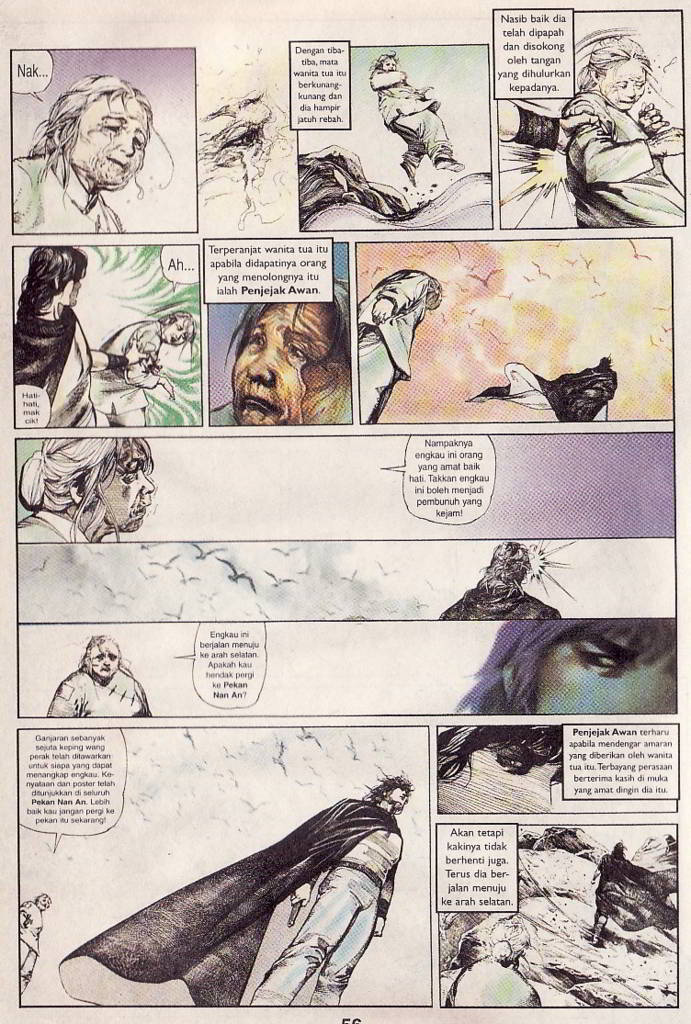 Nak...
Dengan tiba-
tiba, mata
wanita tua itu
berkunang-
kunang dan
dia hampir
jatuh rebah.
Nasib baik dia
telah dipapah
dan disokong
oleh tangan
yang dihulurkan
kepadanya.
Ah...
Hati-
hati,
mak
cik!
Terperanjat wanita tua itu
apabila didapatinya orang
yang menolongnya itu
ialah Penjejak Awan.
Nampaknya
engkau ini orang
yang amat baik
hati. Takkan engkau
ini boleh menjadi
pembunuh yang
kejam!
Engkau ini
berjalan menuju
ke arah selatan.
Apakah kau
hendak pergi
ke Pekan
Nan An?
Ganjaran sebanyak
sejuta keping wang
perak telah ditawarkan
untuk siapa yang dapat
menangkap engkau. Ke-
nyataan dan poster telah
ditunjukkan di seluruh
Pekan Nan An. Lebih
baik kau jangan pergi ke
pekan itu sekarang!
Penjejak Awan terharu
apabila mendengar amaran
yang diberikan oleh wanita
tua itu. Terbayang perasaan
berterima kasih di muka
yang amat dingin dia itu.
Akan tetapi
kakinya tidak
berhenti juga.
Terus dia ber-
jalan menuju
ke arah selatan.
56